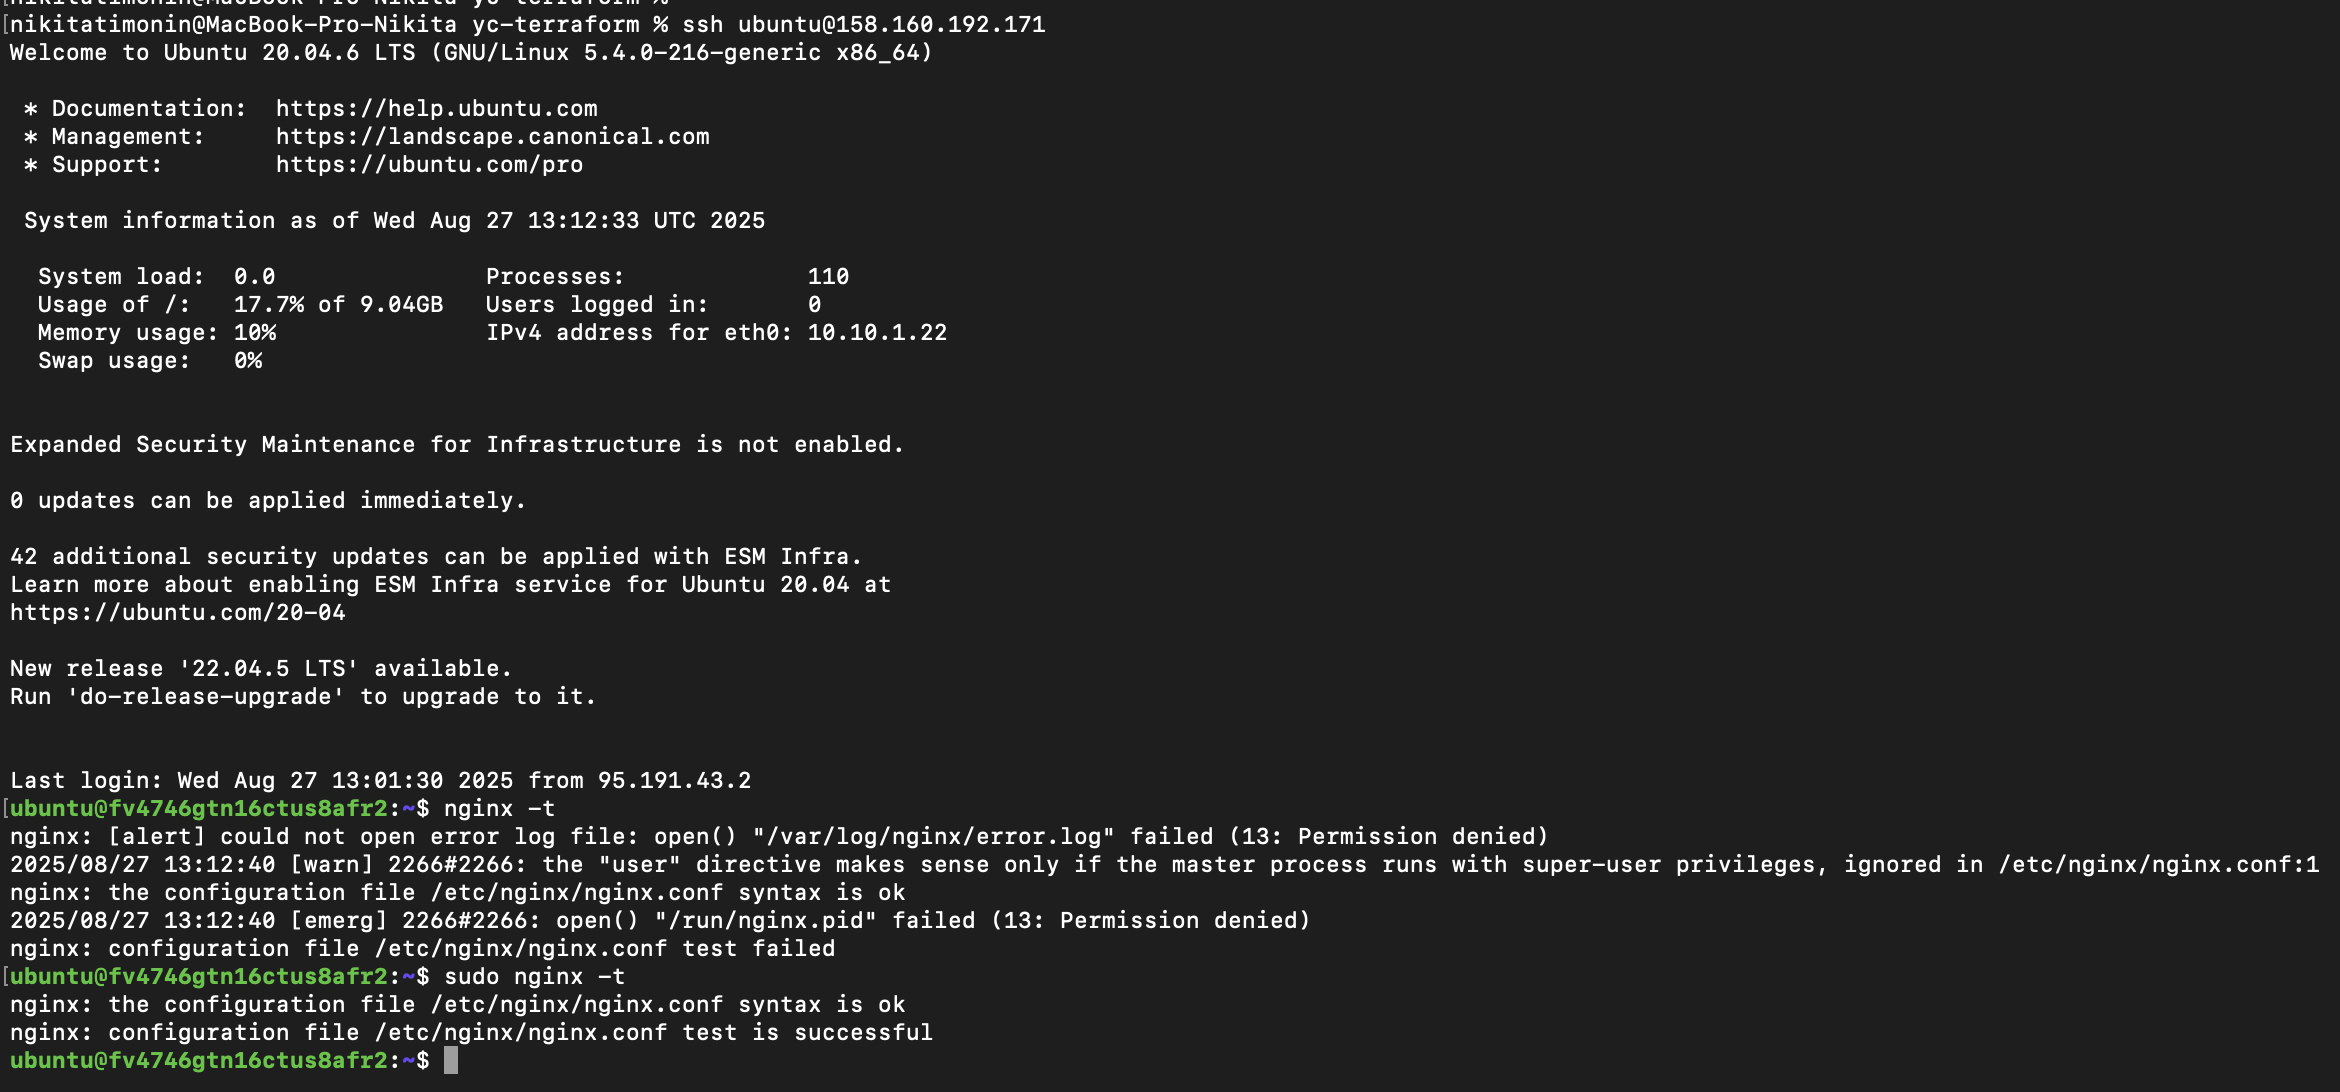 nikitatimonin@MacBook-Pro-Nikita yc-terraform %
[nikitatimonin@MacBook-Pro-Nikita yc-terraform % ssh ubuntu@158.160.192.171
Welcome to Ubuntu 20.04.6 LTS (GNU/Linux 5.4.0-216-generic x86_64)
* Documentation:  https://help.ubuntu.com
* Management:     https://landscape.canonical.com
* Support:        https://ubuntu.com/pro
System information as of Wed Aug 27 13:12:33 UTC 2025
System load:  0.0               Processes:             110
Usage of /:   17.7% of 9.04GB   Users logged in:       0
Memory usage: 10%               IPv4 address for eth0: 10.10.1.22
Swap usage:   0%
Expanded Security Maintenance for Infrastructure is not enabled.
0 updates can be applied immediately.
42 additional security updates can be applied with ESM Infra.
Learn more about enabling ESM Infra service for Ubuntu 20.04 at
https://ubuntu.com/20-04
New release '22.04.5 LTS' available.
Run 'do-release-upgrade' to upgrade to it.
Last login: Wed Aug 27 13:01:30 2025 from 95.191.43.2
[ubuntu@fv4746gtn16ctus8afr2:~$ nginx -t
nginx: [alert] could not open error log file: open() "/var/log/nginx/error.log" failed (13: Permission denied)
2025/08/27 13:12:40 [warn] 2266#2266: the "user" directive makes sense only if the master process runs with super-user privileges, ignored in /etc/nginx/nginx.conf:1
nginx: the configuration file /etc/nginx/nginx.conf syntax is ok
2025/08/27 13:12:40 [emerg] 2266#2266: open() "/run/nginx.pid" failed (13: Permission denied)
nginx: configuration file /etc/nginx/nginx.conf test failed
[ubuntu@fv4746gtn16ctus8afr2:~$ sudo nginx -t
nginx: the configuration file /etc/nginx/nginx.conf syntax is ok
nginx: configuration file /etc/nginx/nginx.conf test is successful
ubuntu@fv4746gtn16ctus8afr2:~$